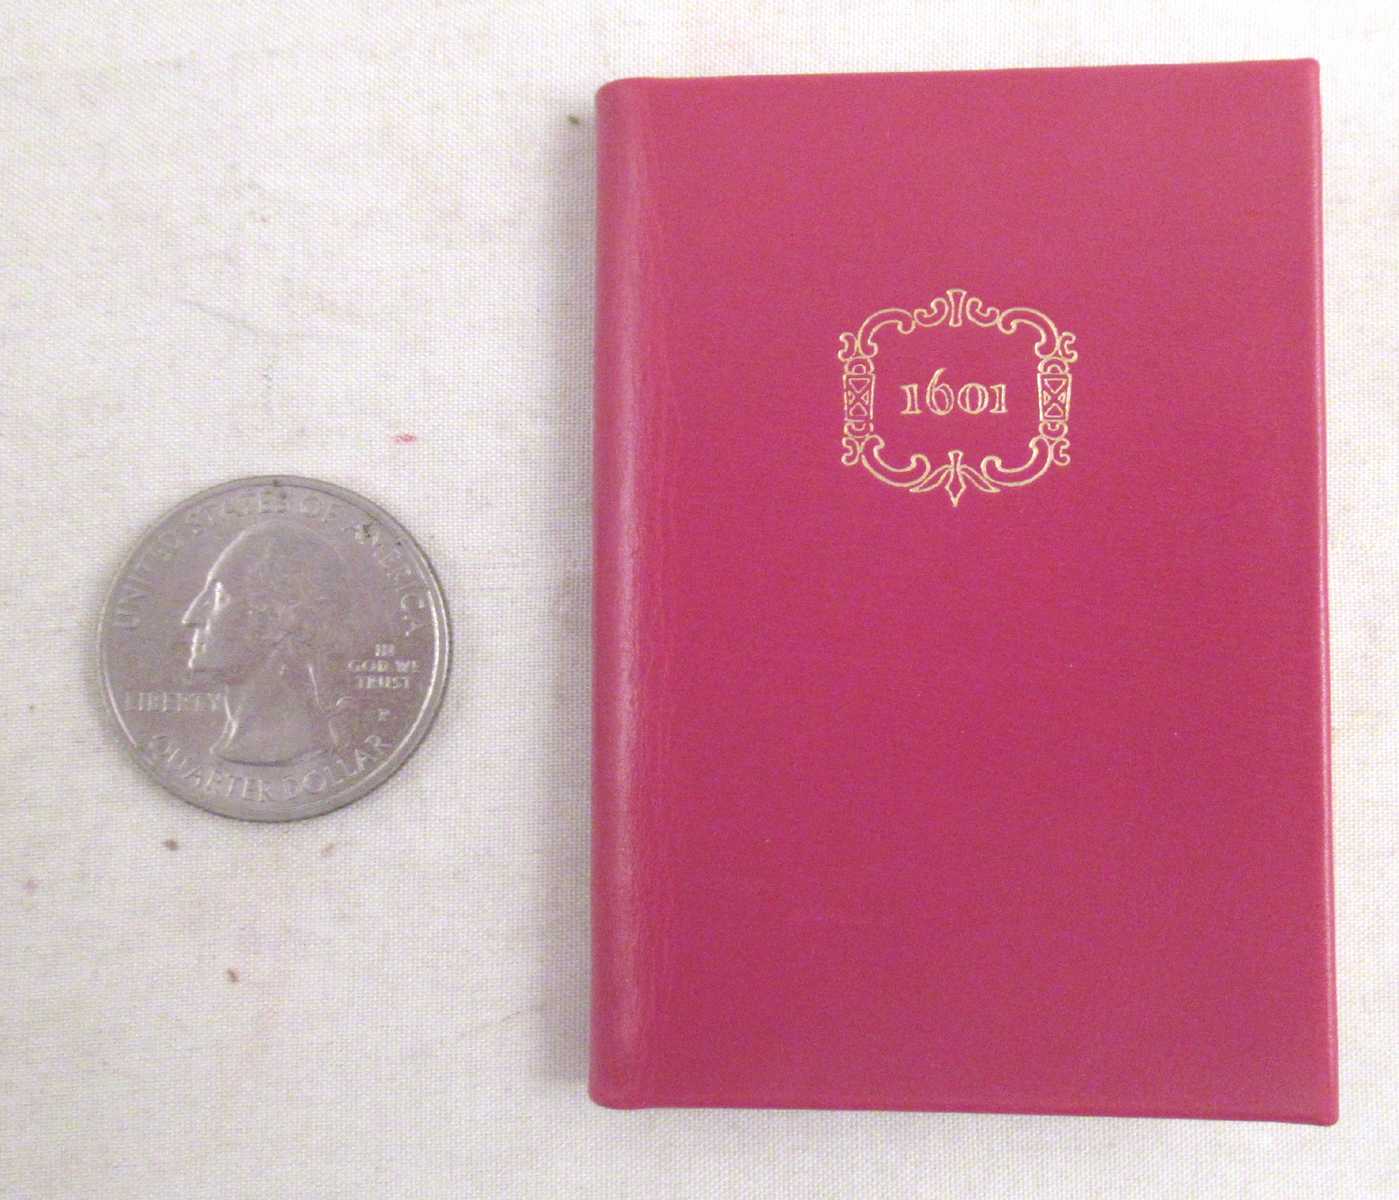 UNITED STATES OF AMERICA
IN
GOD WE
TRUST
LIBERTY
P
QUARTER DOLLAR
1601